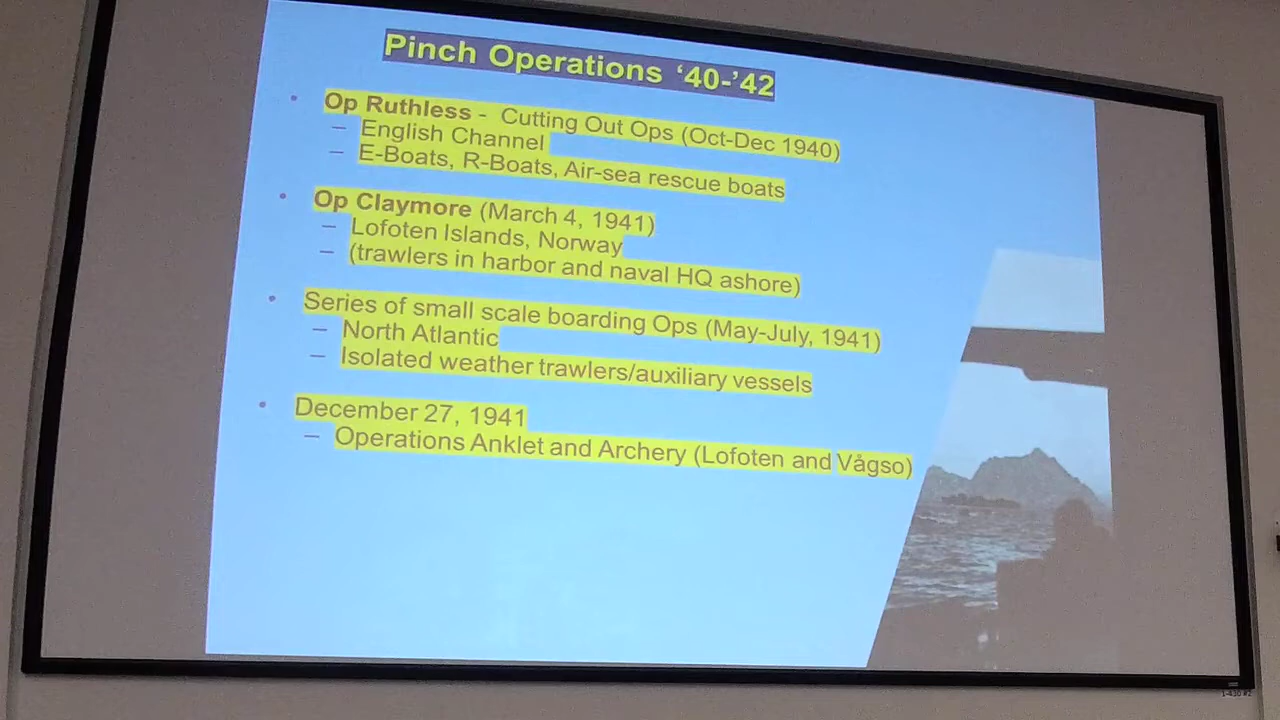 Pinch Operations ‘40-’42
• Op Ruthless - Cutting Out Ops (Oct-Dec 1940)
– English Channel
– E-Boats, R-Boats, Air-sea rescue boats
• Op Claymore (March 4, 1941)
– Lofoten Islands, Norway
– (trawlers in harbor and naval HQ ashore)
• Series of small scale boarding Ops (May-July, 1941)
– North Atlantic
– Isolated weather trawlers/auxiliary vessels
• December 27, 1941
– Operations Anklet and Archery (Lofoten and Vågso)
1-430 #2